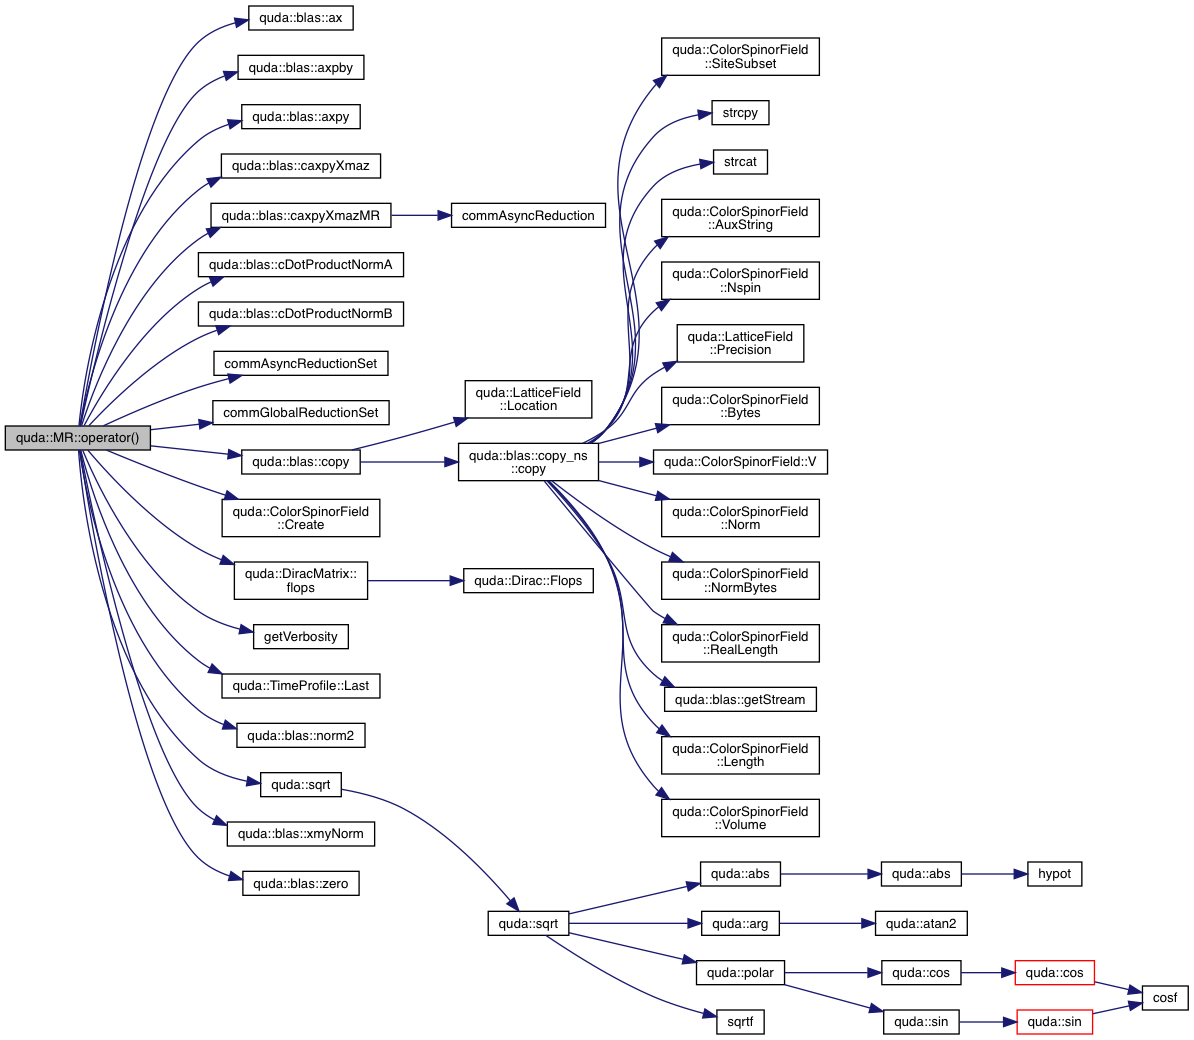 quda::MR::operator()
quda::blas::ax
quda::blas::axpby
quda::blas::axpy
quda::blas::caxpyXmaz
quda::blas::caxpyXmazMR
quda::blas::cDotProductNormA
quda::blas::cDotProductNormB
commAsyncReductionSet
commGlobalReductionSet
quda::blas::copy
quda::ColorSpinorField
::Create
quda::DiracMatrix::
flops
getVerbosity
quda::TimeProfile::Last
quda::blas::norm2
quda::sqrt
quda::blas::xmyNorm
quda::blas::zero
commAsyncReduction
quda::LatticeField
::Location
quda::blas::copy_ns
::copy
quda::Dirac::Flops
quda::ColorSpinorField
::SiteSubset
strcpy
strcat
quda::ColorSpinorField
::AuxString
quda::ColorSpinorField
::Nspin
quda::LatticeField
::Precision
quda::ColorSpinorField
::Bytes
quda::ColorSpinorField::V
quda::ColorSpinorField
::Norm
quda::ColorSpinorField
::NormBytes
quda::ColorSpinorField
::RealLength
quda::blas::getStream
quda::ColorSpinorField
::Length
quda::ColorSpinorField
::Volume
quda::sqrt
quda::abs
quda::abs
hypot
quda::arg
quda::atan2
quda::polar
quda::cos
quda::cos
cosf
quda::sin
quda::sin
sqrtf